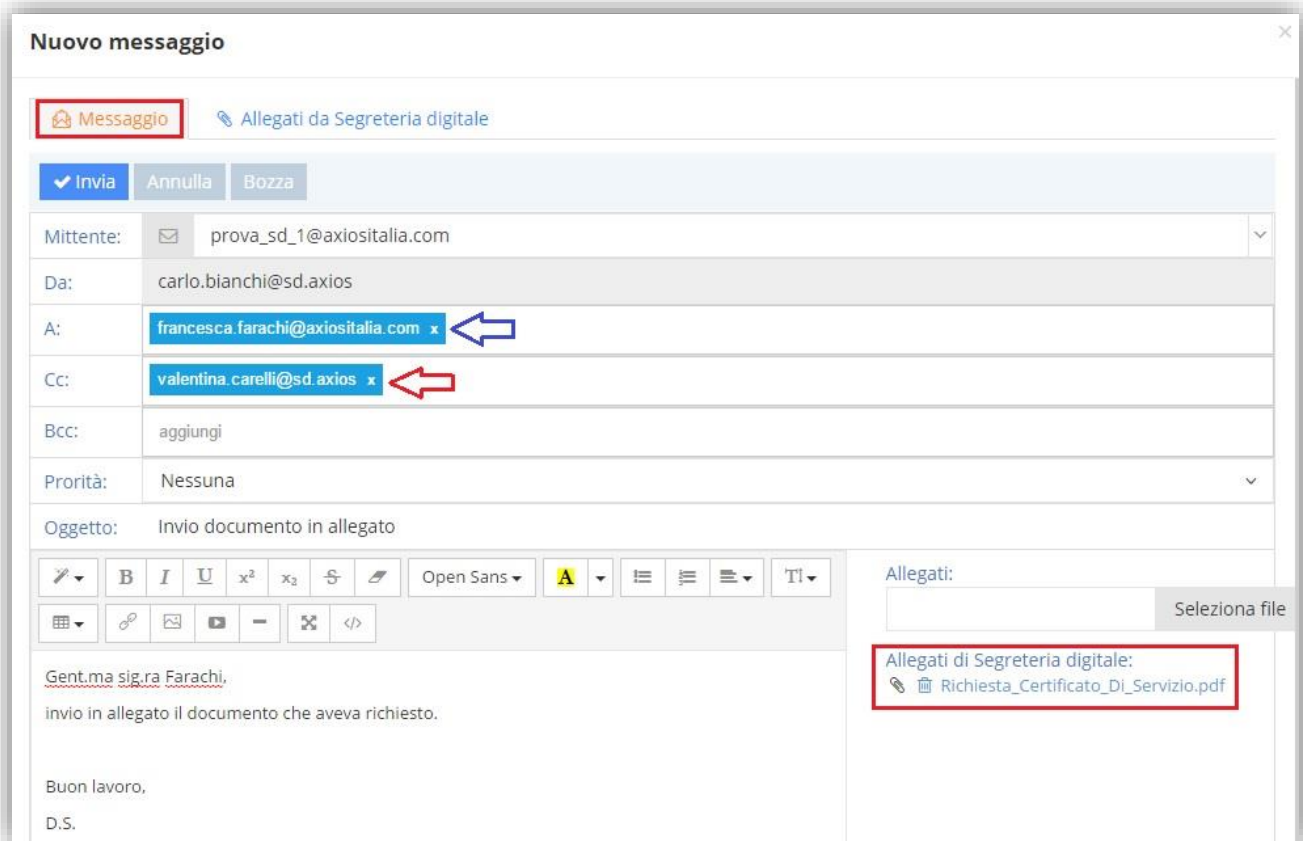 Nuovo messaggio
Messaggio Allegati da Segreteria digitale
Invia Annulla Bozza
Mittente: prova_sd_1@axiositalia.com
Da: carlo.bianchi@sd.axios
A: francesca.farachi@axiositalia.com x
Cc: valentina.carelli@sd.axios x
Bcc: aggiungi
Prorità: Nessuna
Oggetto: Invio documento in allegato
B I U x² x₂ S Open Sans A TI
Allegati:
Seleziona file
Allegati di Segreteria digitale:
Richiesta_Certificato_Di_Servizio.pdf
Gent.ma sig.ra Farachi,
invio in allegato il documento che aveva richiesto.
Buon lavoro,
D.S.